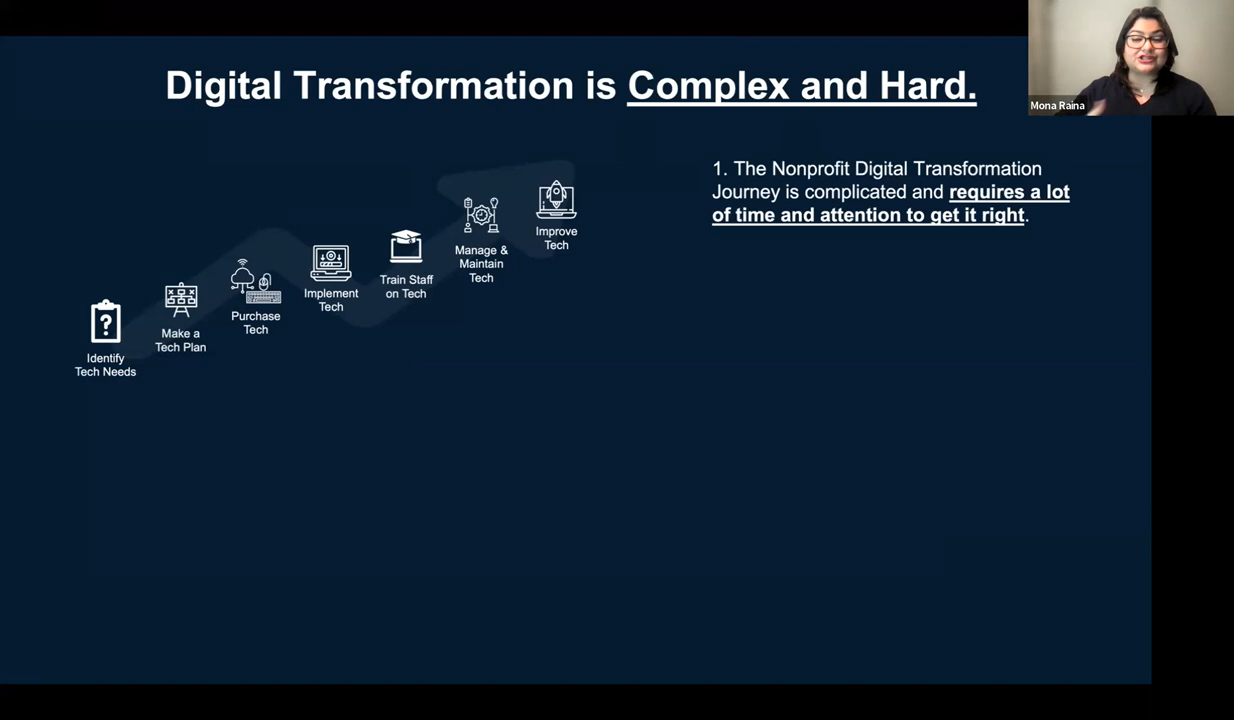 Digital Transformation is Complex and Hard.
Mona Raina
1. The Nonprofit Digital Transformation
Journey is complicated and requires a lot
of time and attention to get it right.
Identify
Tech Needs
?
Make a
Tech Plan
Purchase
Tech
Implement
Tech
Train Staff
on Tech
Manage &
Maintain
Tech
Improve
Tech